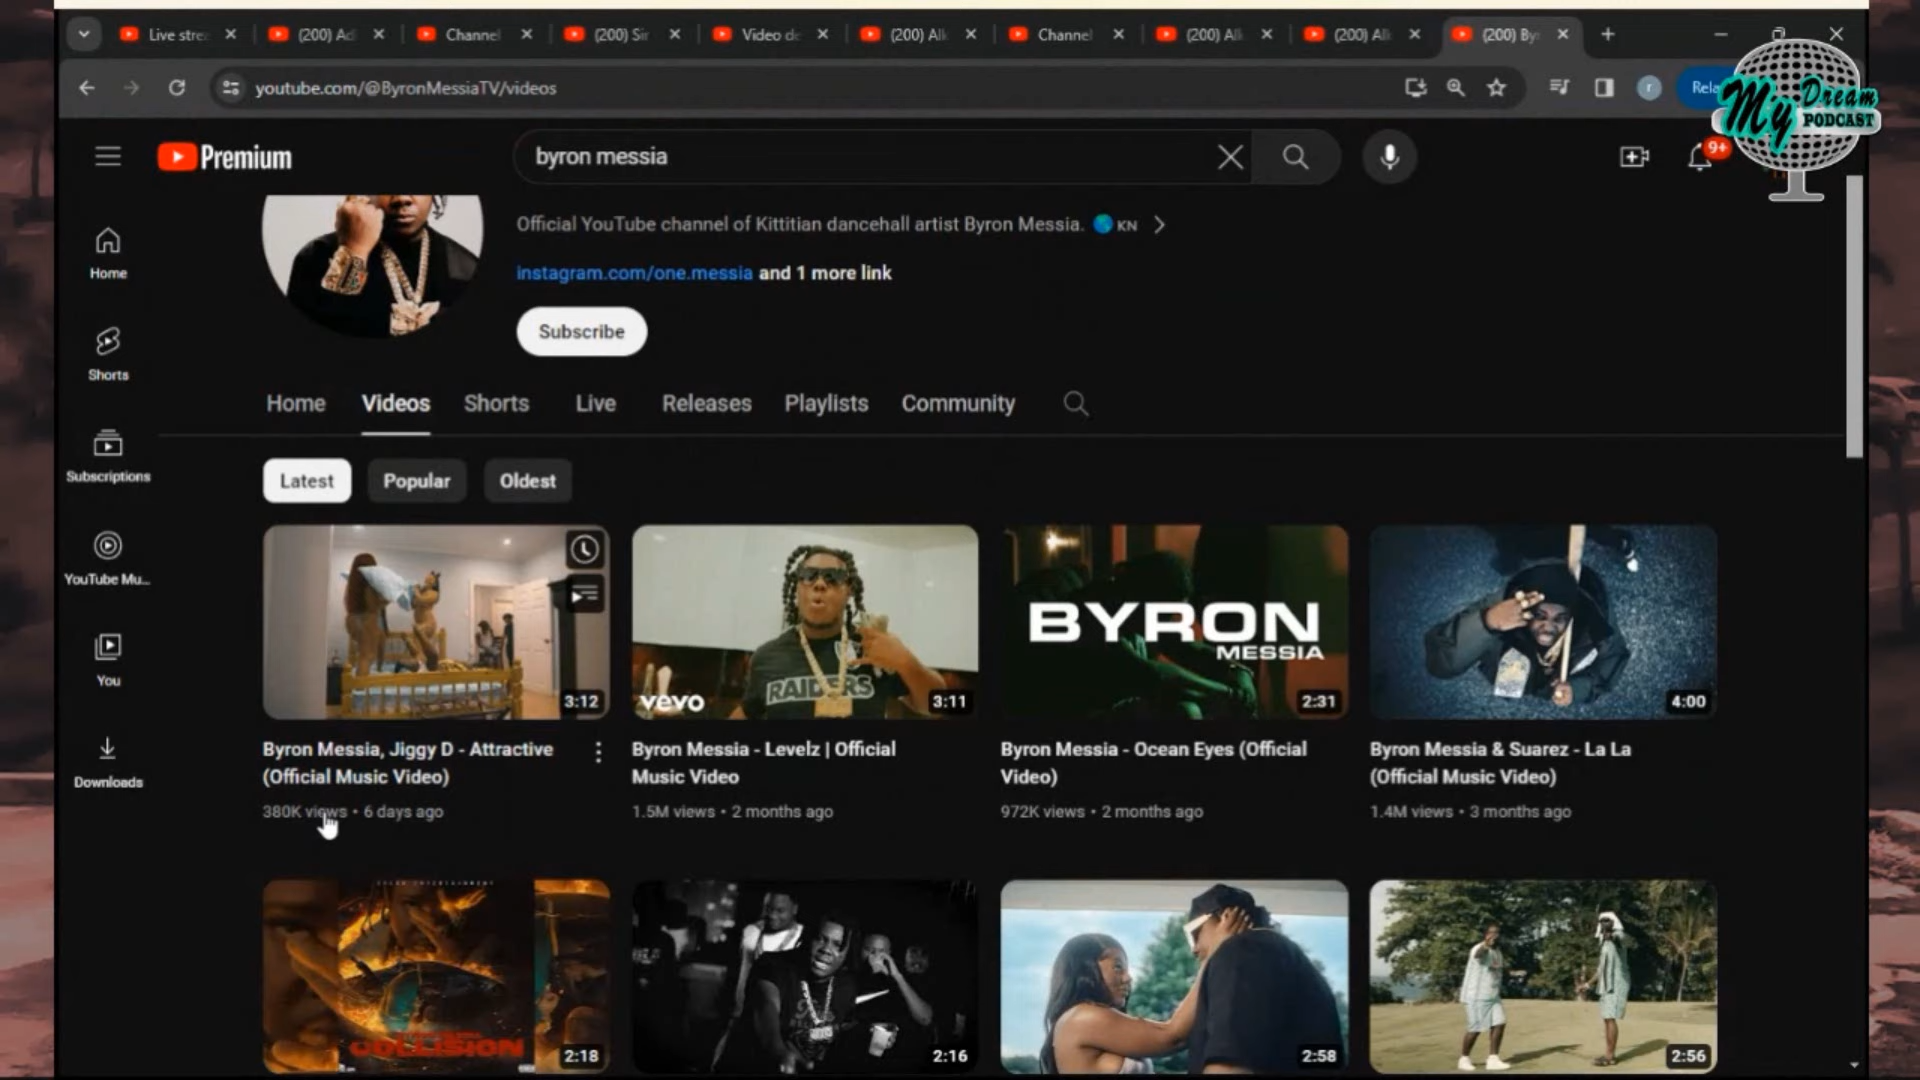 Live stre
(200) Ad
Channel
(200) Sir
Video de
(200) Alk
Channel
(200) Alk
(200) Alk
(200) By
youtube.com/@ByronMessiaTV/videos
Rela
My Dream
PODCAST
Premium
byron messia
9+
Official YouTube channel of Kittitian dancehall artist Byron Messia. 🌎 KN
instagram.com/one.messia and 1 more link
Subscribe
Home
Shorts
Subscriptions
YouTube Mu...
You
Downloads
Home Videos Shorts Live Releases Playlists Community
Latest Popular Oldest
3:12
Byron Messia, Jiggy D - Attractive
(Official Music Video)
380K views • 6 days ago
vevo
RAIDERS
3:11
Byron Messia - Levelz | Official
Music Video
1.5M views • 2 months ago
BYRON
MESSIA
2:31
Byron Messia - Ocean Eyes (Official
Video)
972K views • 2 months ago
4:00
Byron Messia & Suarez - La La
(Official Music Video)
1.4M views • 3 months ago
COLLISION
2:18
2:16
2:58
2:56